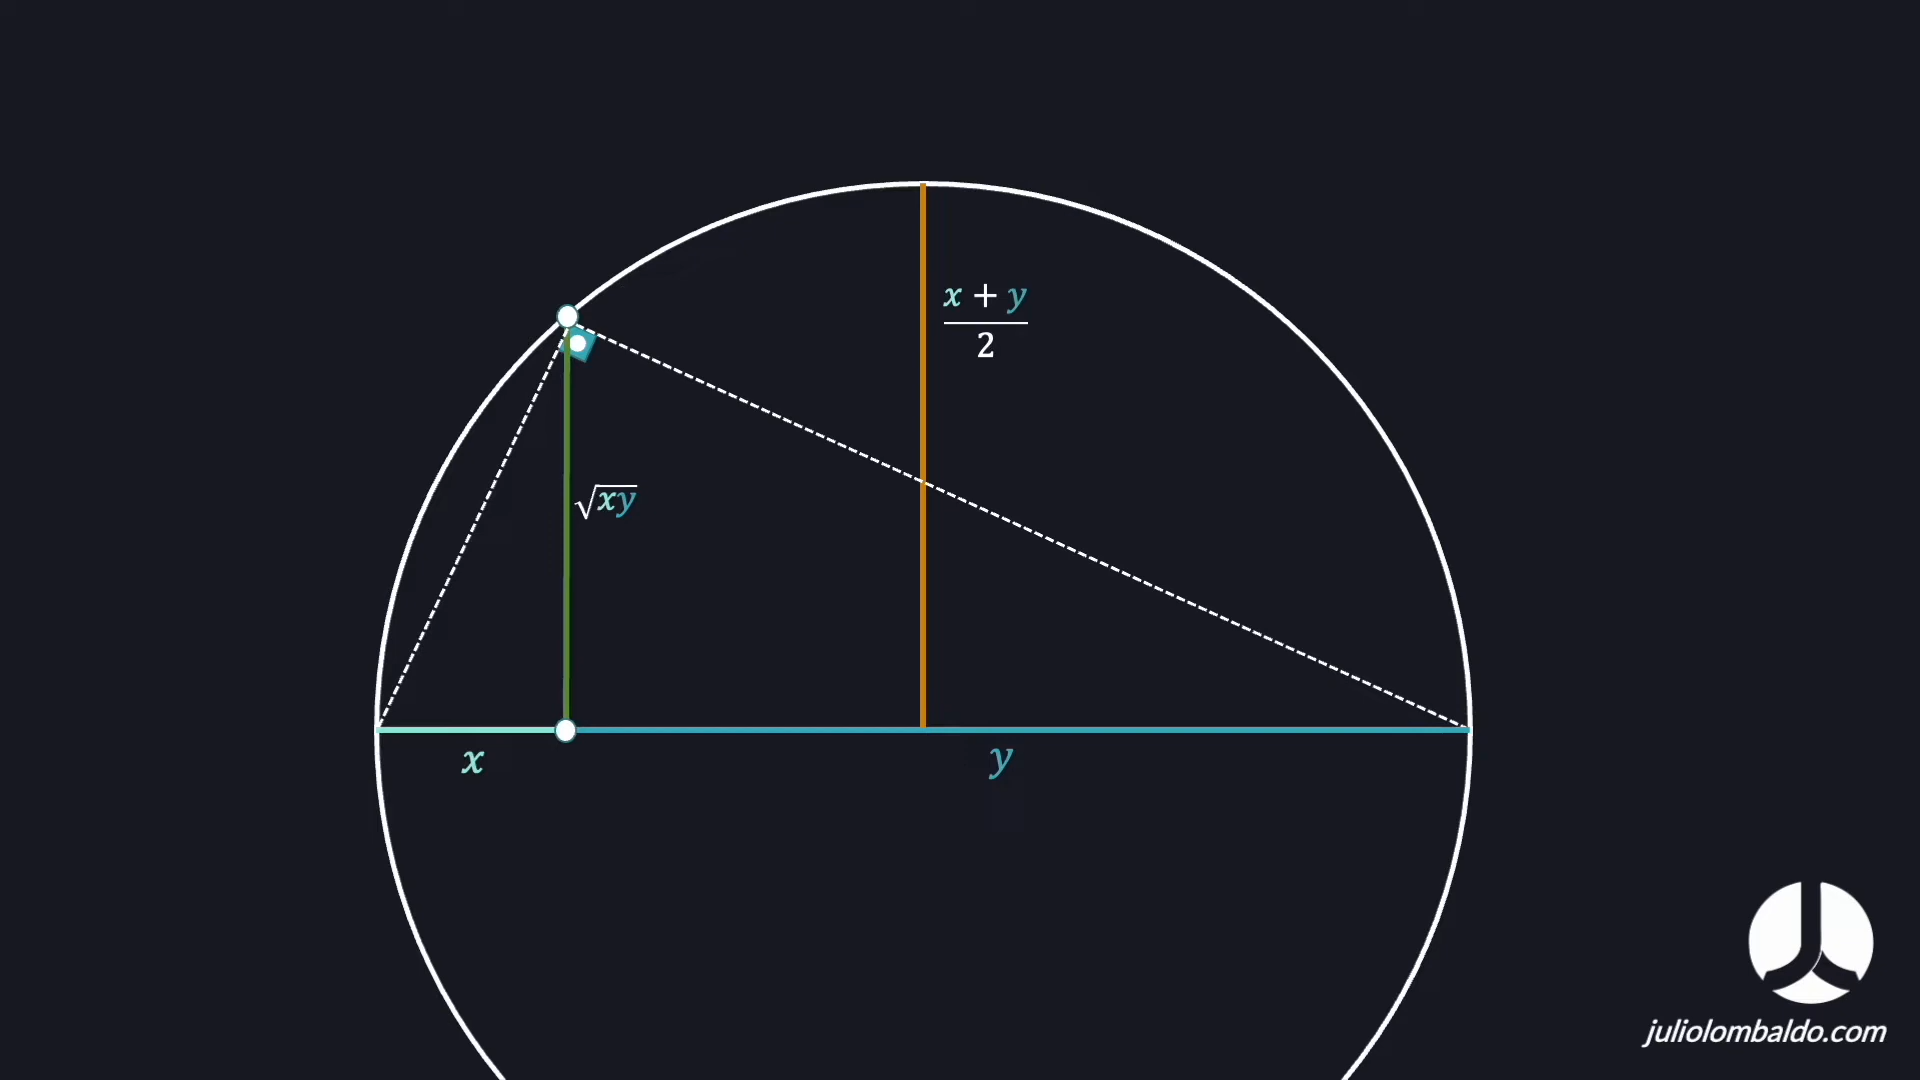 x + y
2
√xy
x
y
juliolombaldo.com